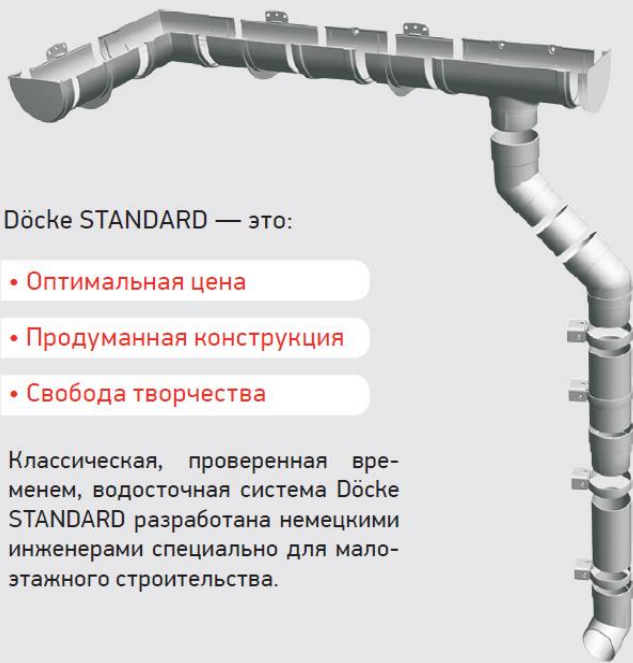 Döcke STANDARD — это:
• Оптимальная цена
• Продуманная конструкция
• Свобода творчества
Классическая, проверенная вре-
менем, водосточная система Döcke
STANDARD разработана немецкими
инженерами специально для мало-
этажного строительства.